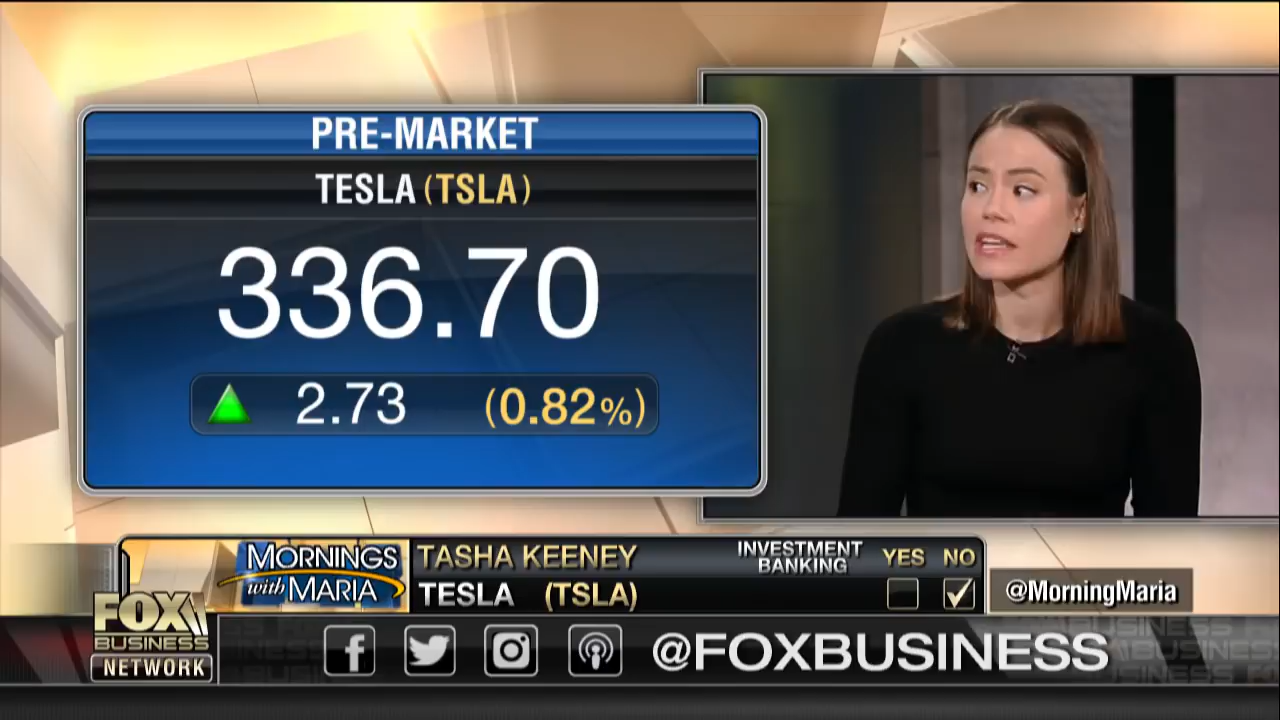 PRE-MARKET
TESLA (TSLA)
336.70
2.73 (0.82%)
MORNINGS
with MARIA
TASHA KEENEY
TESLA (TSLA)
INVESTMENT
BANKING
YES NO
@MorningMaria
FOX
BUSINESS
NETWORK
@FOXBUSINESS